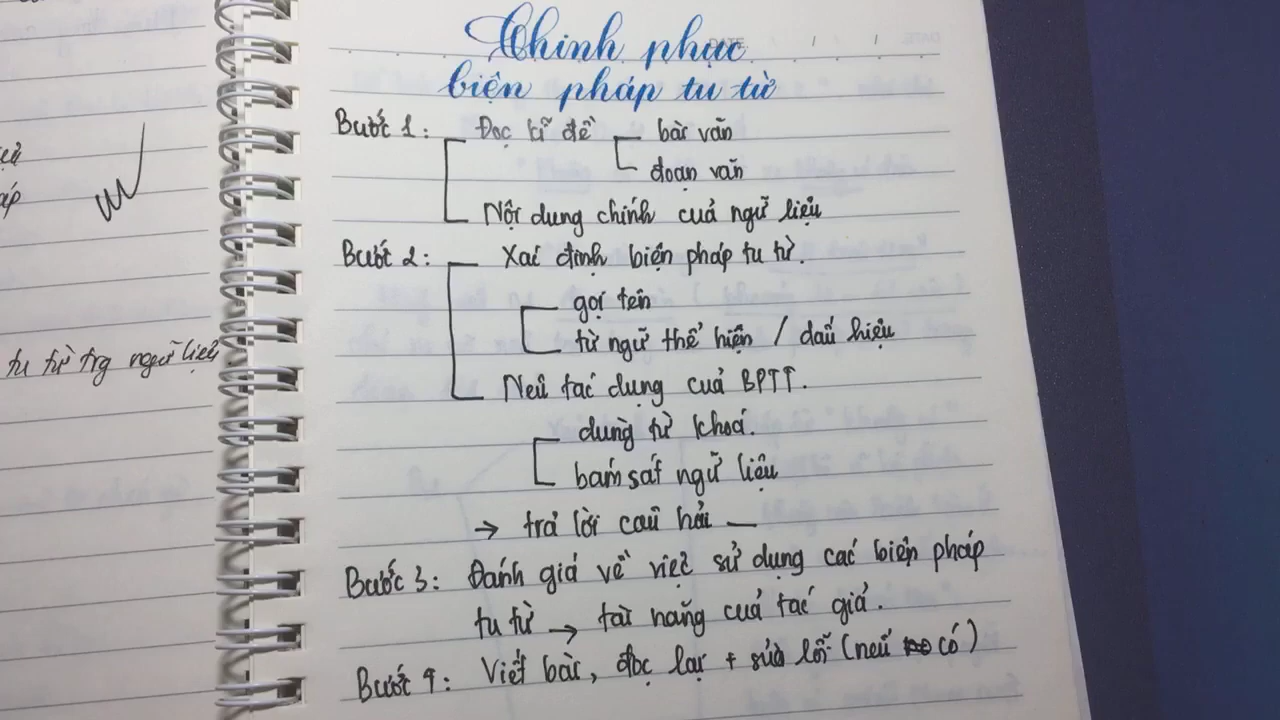 Chinh phục
biện pháp tu từ
DATE
Bước 1: Đọc kĩ đề bài văn
đoạn văn
Nội dung chính của ngữ liệu
Bước 2: Xác định biện pháp tu từ.
gọi tên
từ ngữ thể hiện / dấu hiệu
Nêu tác dụng của BPTT.
dùng từ khoá.
bám sát ngữ liệu
→ trả lời câu hỏi —
Bước 3: Đánh giá về việc sử dụng các biện pháp
tu từ → tài năng của tác giả.
Bước 4: Viết bài, đọc lại + sửa lỗi (nếu có)
tu từ trg ngữ liệu